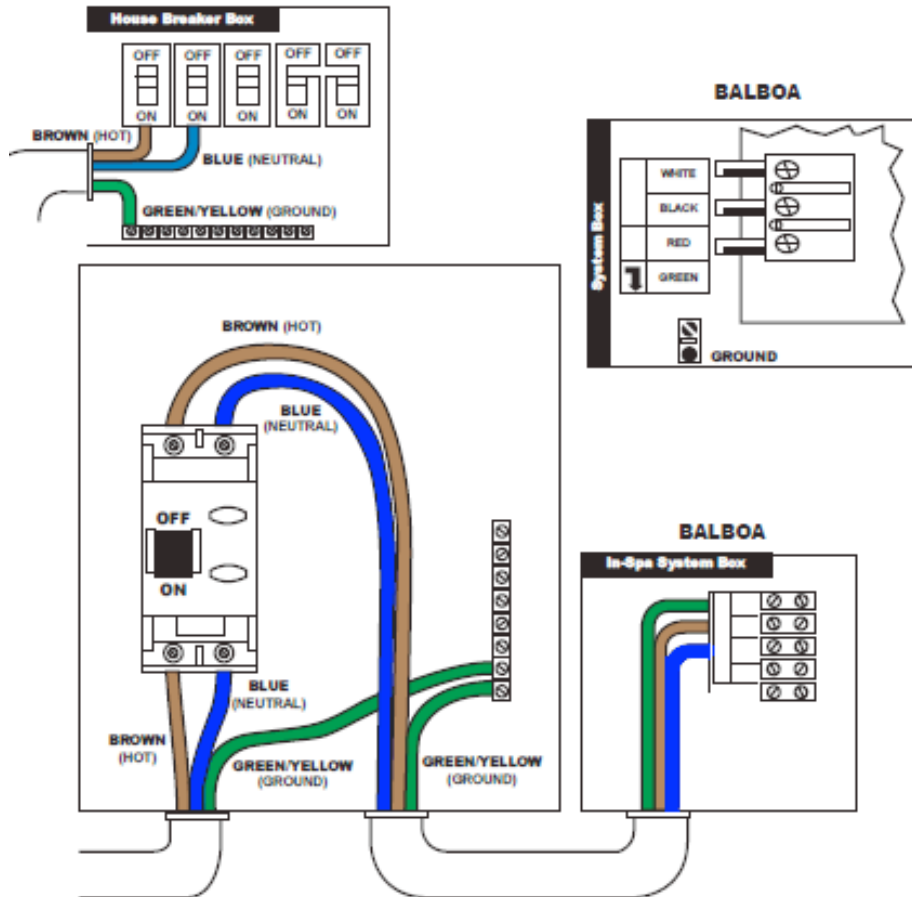 House Breaker Box
OFF OFF OFF OFF OFF
ON ON ON ON ON
BROWN (HOT)
BLUE (NEUTRAL)
GREEN/YELLOW (GROUND)
BALBOA
System Box
WHITE
BLACK
RED
GREEN
GROUND
BROWN (HOT)
BLUE
(NEUTRAL)
OFF
ON
BLUE
(NEUTRAL)
BROWN
(HOT)
GREEN/YELLOW
(GROUND)
GREEN/YELLOW
(GROUND)
BALBOA
In-Spa System Box